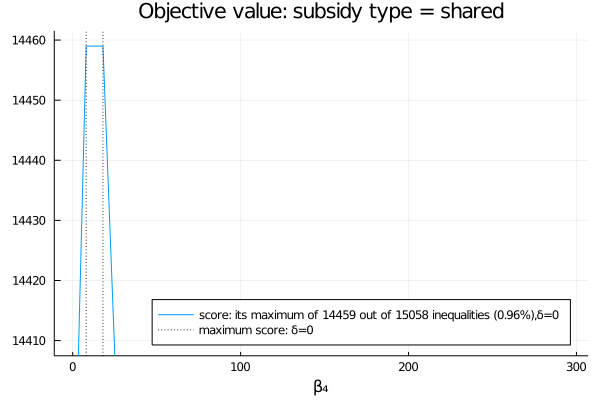 Objective value: subsidy type = shared
14460
14450
14440
14430
14420
14410
score: its maximum of 14459 out of 15058 inequalities (0.96%),δ=0
maximum score: δ=0
0
100
200
300
β₄